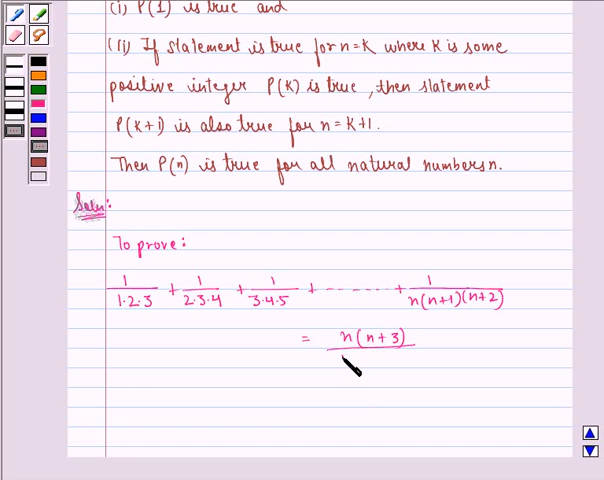 (i) P(1) is true and
(ii) If statement is true for n=k where k is some
positive integer P(k) is true, then statement
P(k+1) is also true for n = k+1.
Then P(n) is true for all natural numbers n.
Soln:
To prove:
1/(1·2·3) + 1/(2·3·4) + 1/(3·4·5) + ------- + 1/(n(n+1)(n+2))
= n(n+3)